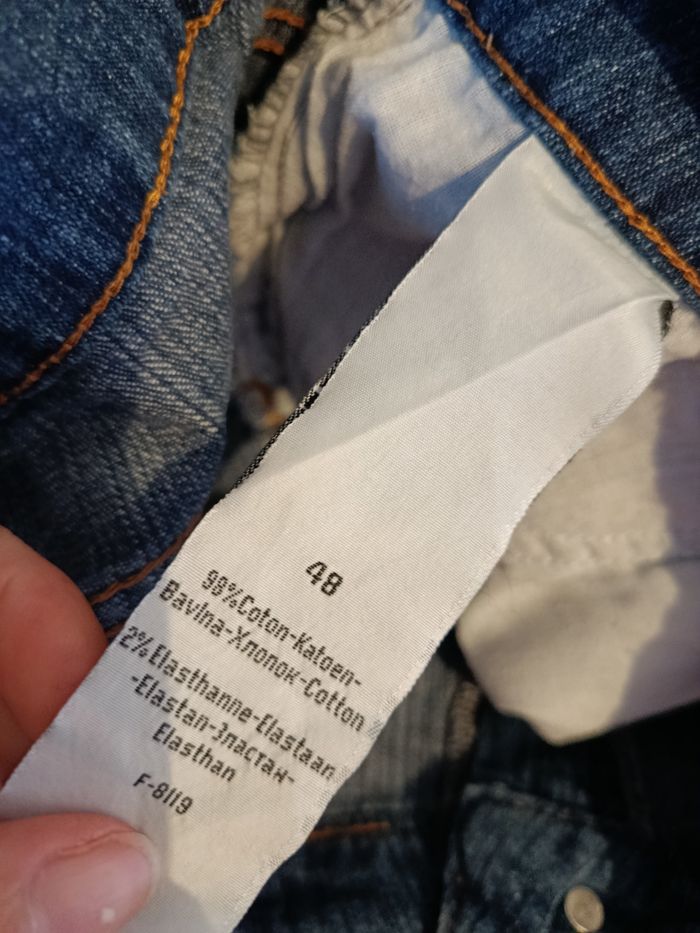 48
98%Coton-Katoen-
Bavlna-Хлопок-Cotton
2%Elasthanne-Elastaan
-Elastan-Эластан-
Elasthan
F-8119